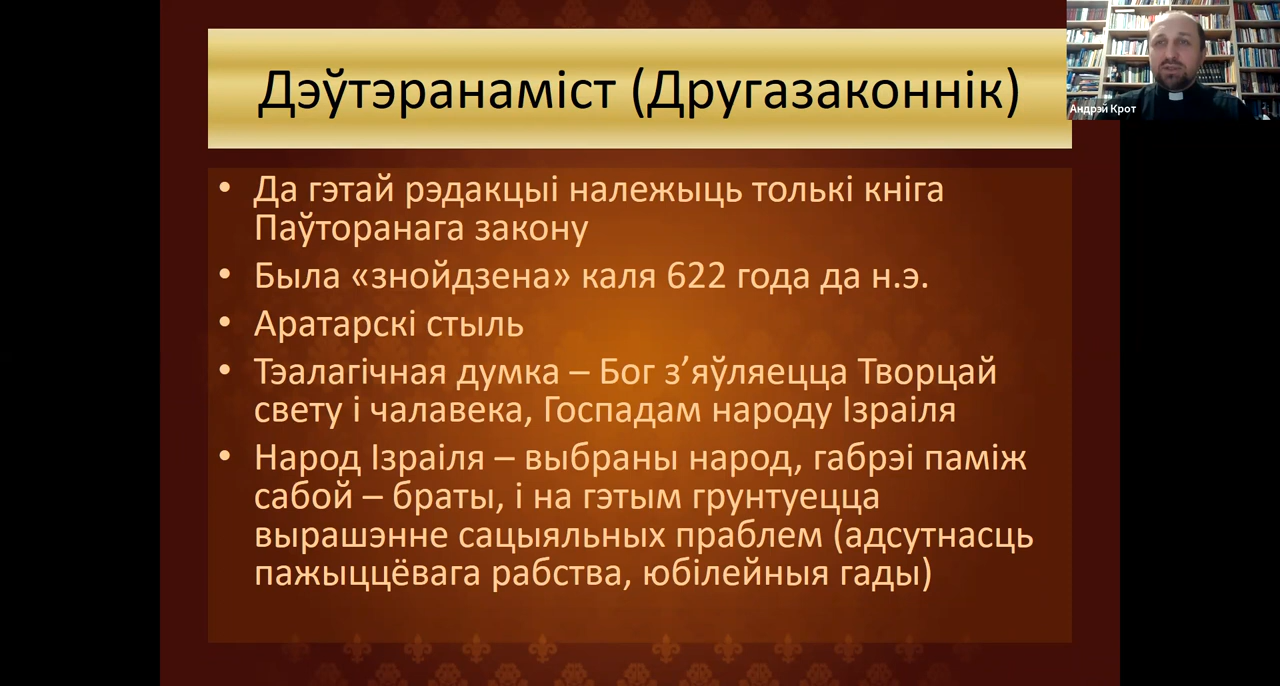 Дэўтэранаміст (Другазаконнік)
Андрэй Крот
• Да гэтай рэдакцыі належыць толькі кніга
Паўторанага закону
• Была «знойдзена» каля 622 года да н.э.
• Аратарскі стыль
• Тэалагічная думка – Бог з’яўляецца Творцай
свету і чалавека, Госпадам народу Ізраіля
• Народ Ізраіля – выбраны народ, габрэі паміж
сабой – браты, і на гэтым грунтуецца
вырашэнне сацыяльных праблем (адсутнасць
пажыццёвага рабства, юбілейныя гады)